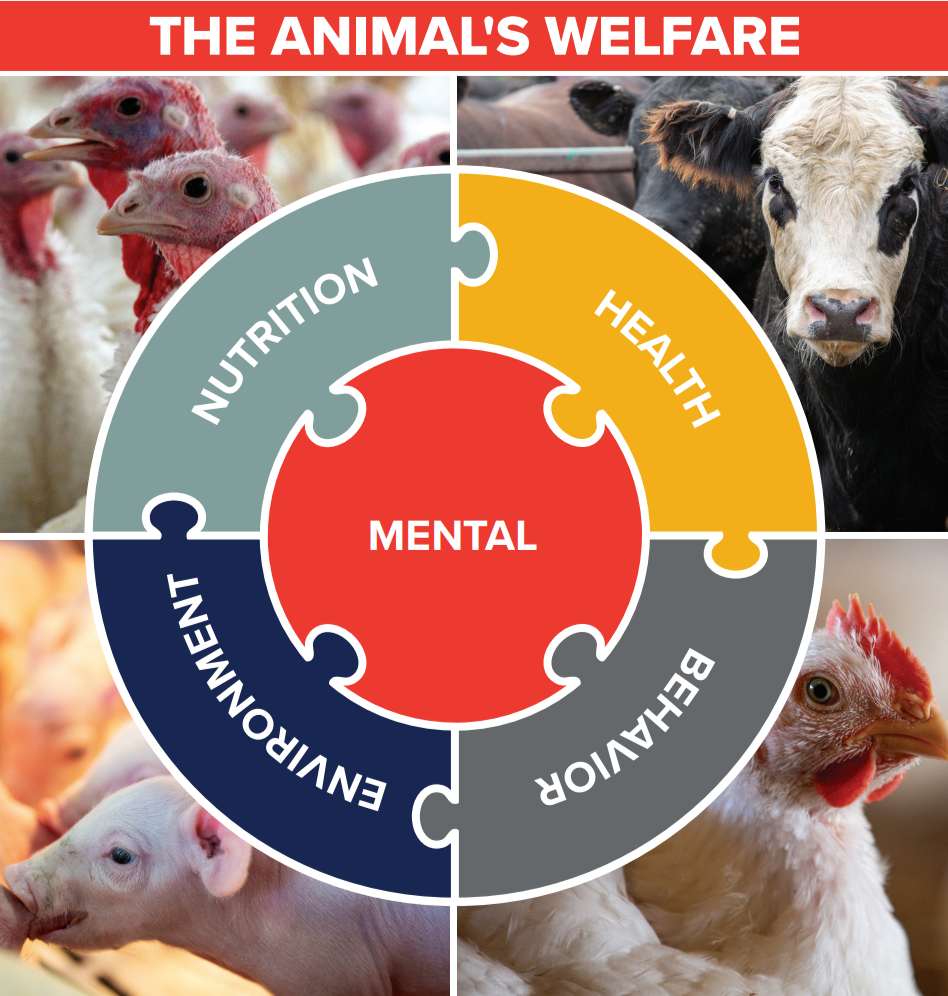 THE ANIMAL'S WELFARE
NUTRITION
HEALTH
MENTAL
ENVIRONMENT
BEHAVIOR